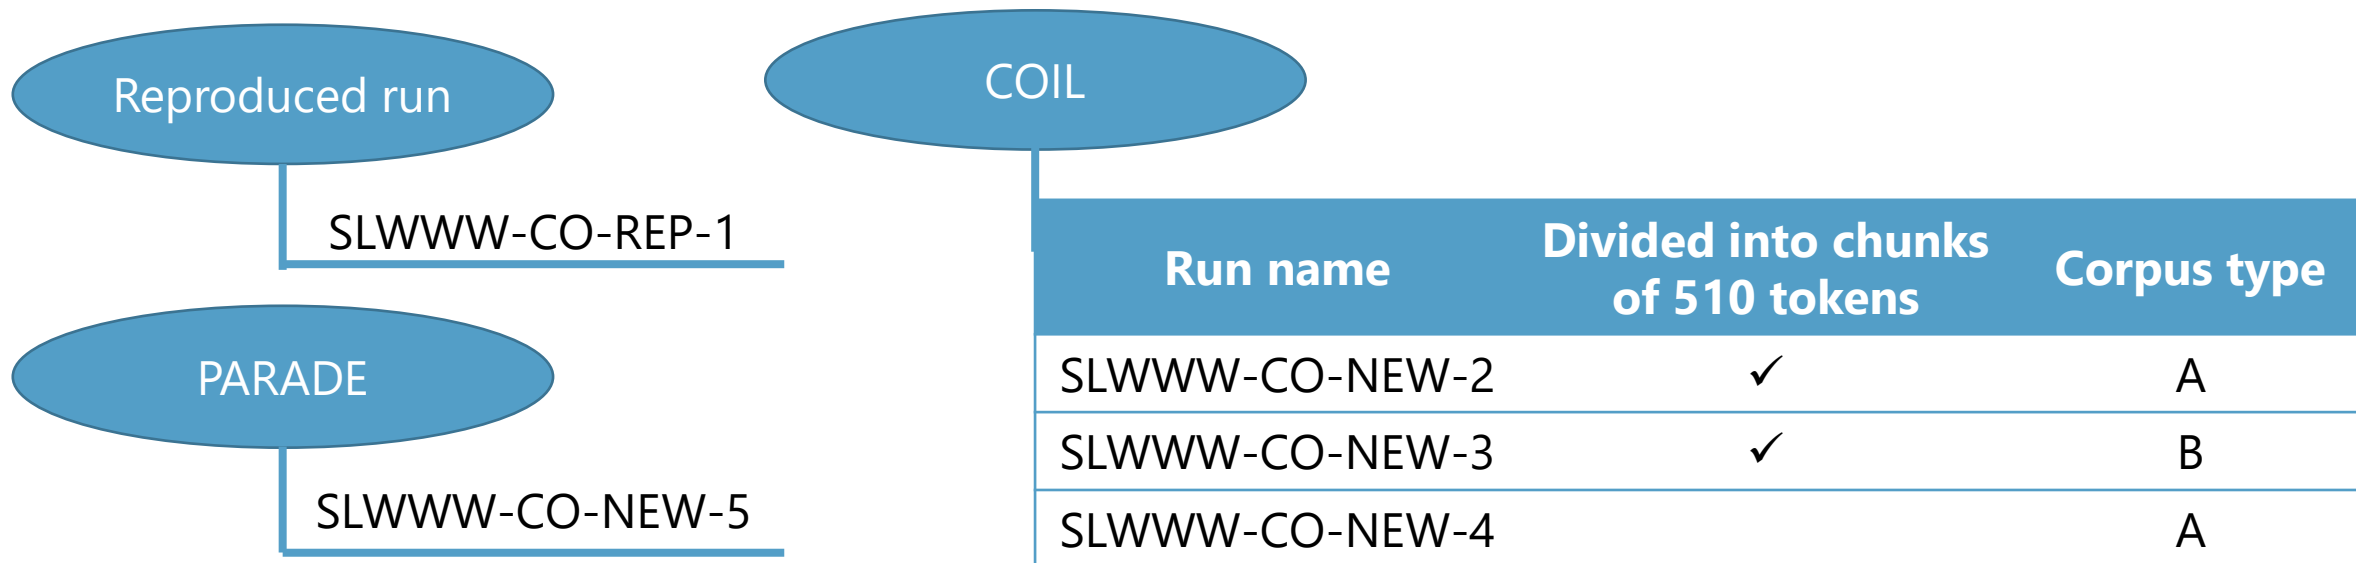 Reproduced run
SLWWW-CO-REP-1
PARADE
SLWWW-CO-NEW-5
COIL
Run name
Divided into chunks
of 510 tokens
Corpus type
SLWWW-CO-NEW-2 ✓ A
SLWWW-CO-NEW-3 ✓ B
SLWWW-CO-NEW-4 A